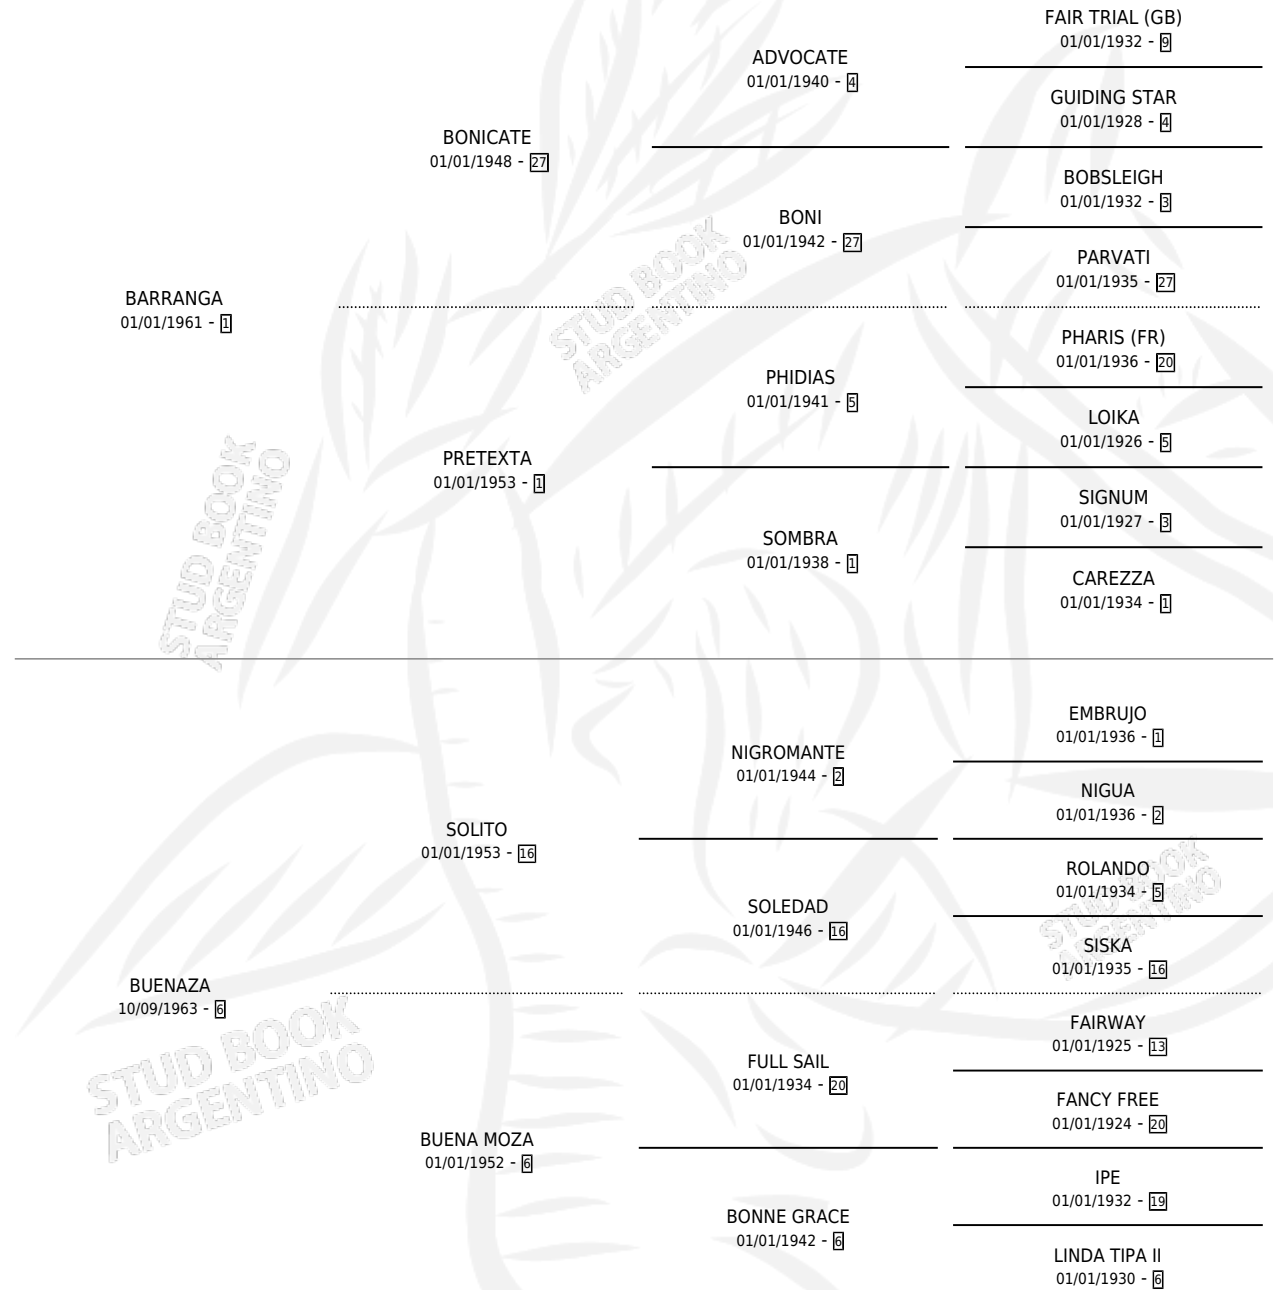 FAIR TRIAL (GB)
01/01/1932 - 9
ADVOCATE
01/01/1940 - 4
GUIDING STAR
01/01/1928 - 4
BONICATE
01/01/1948 - 27
BOBSLEIGH
01/01/1932 - 3
BONI
01/01/1942 - 27
PARVATI
01/01/1935 - 27
BARRANGA
01/01/1961 - 1
PHARIS (FR)
01/01/1936 - 20
PHIDIAS
01/01/1941 - 5
LOIKA
01/01/1926 - 5
PRETEXTA
01/01/1953 - 1
SIGNUM
01/01/1927 - 3
SOMBRA
01/01/1938 - 1
CAREZZA
01/01/1934 - 1
STUD BOOK
ARGENTINO
STUD BOOK
ARGENTINO
EMBRUJO
01/01/1936 - 1
NIGROMANTE
01/01/1944 - 2
NIGUA
01/01/1936 - 2
SOLITO
01/01/1953 - 16
ROLANDO
01/01/1934 - 5
SOLEDAD
01/01/1946 - 16
SISKA
01/01/1935 - 16
BUENAZA
10/09/1963 - 6
FAIRWAY
01/01/1925 - 13
FULL SAIL
01/01/1934 - 20
FANCY FREE
01/01/1924 - 20
BUENA MOZA
01/01/1952 - 6
IPE
01/01/1932 - 19
BONNE GRACE
01/01/1942 - 6
LINDA TIPA II
01/01/1930 - 6
STUD BOOK
ARGENTINO
STUD BOOK
ARGENTINO